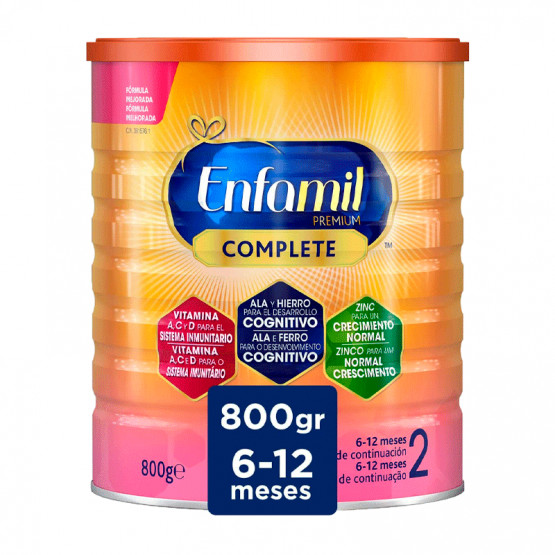 FÓRMULA
MEJORADA
FÓRMULA
MELHORADA
Enfamil
PREMIUM
COMPLETE
TM
VITAMINA
A, C Y D PARA EL
SISTEMA INMUNITARIO
VITAMINA
A, C E D PARA O
SISTEMA IMUNITÁRIO
ALA Y HIERRO
PARA EL DESARROLLO
COGNITIVO
ALA E FERRO
PARA O DESENVOLVIMENTO
COGNITIVO
ZINC
PARA UN
CRECIMIENTO
NORMAL
ZINCO PARA UM
NORMAL
CRESCIMENTO
800gr
6-12
meses
800g℮
6-12 meses
de continuación
6-12 meses
de continuação
2